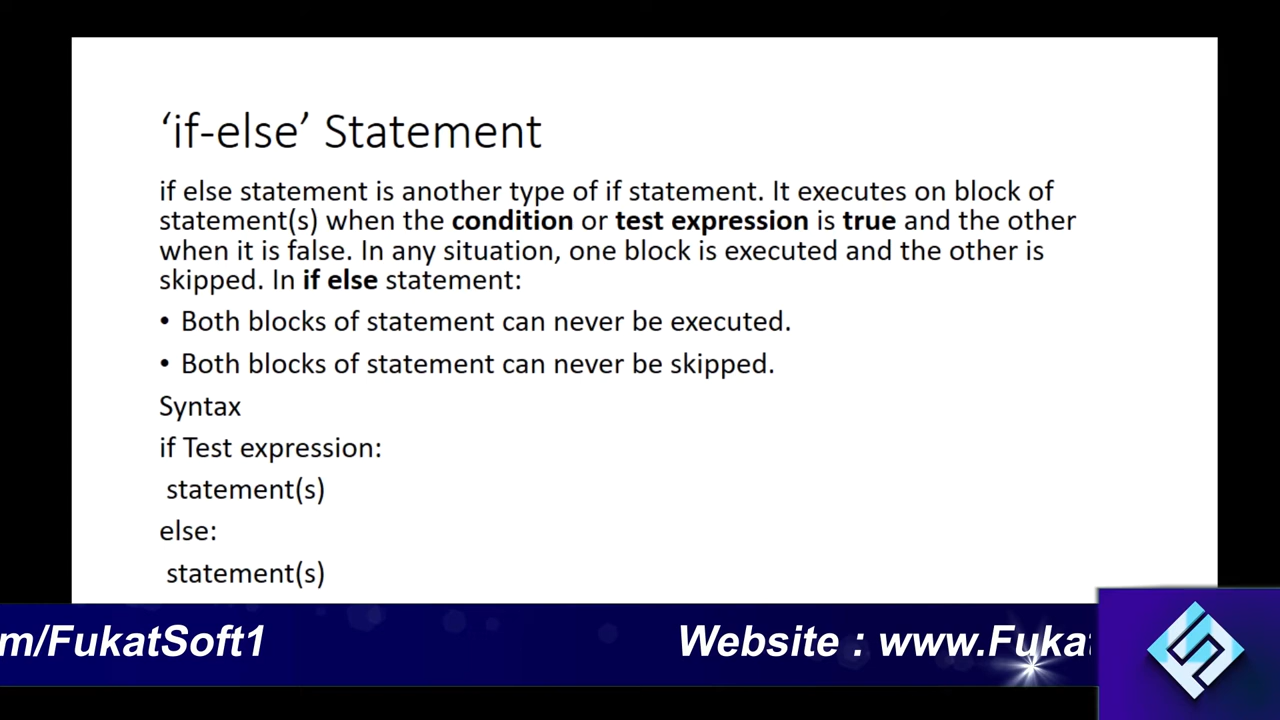 ‘if-else’ Statement
if else statement is another type of if statement. It executes on block of
statement(s) when the condition or test expression is true and the other
when it is false. In any situation, one block is executed and the other is
skipped. In if else statement:
• Both blocks of statement can never be executed.
• Both blocks of statement can never be skipped.
Syntax
if Test expression:
statement(s)
else:
statement(s)
m/FukatSoft1 Website : www.Fukat